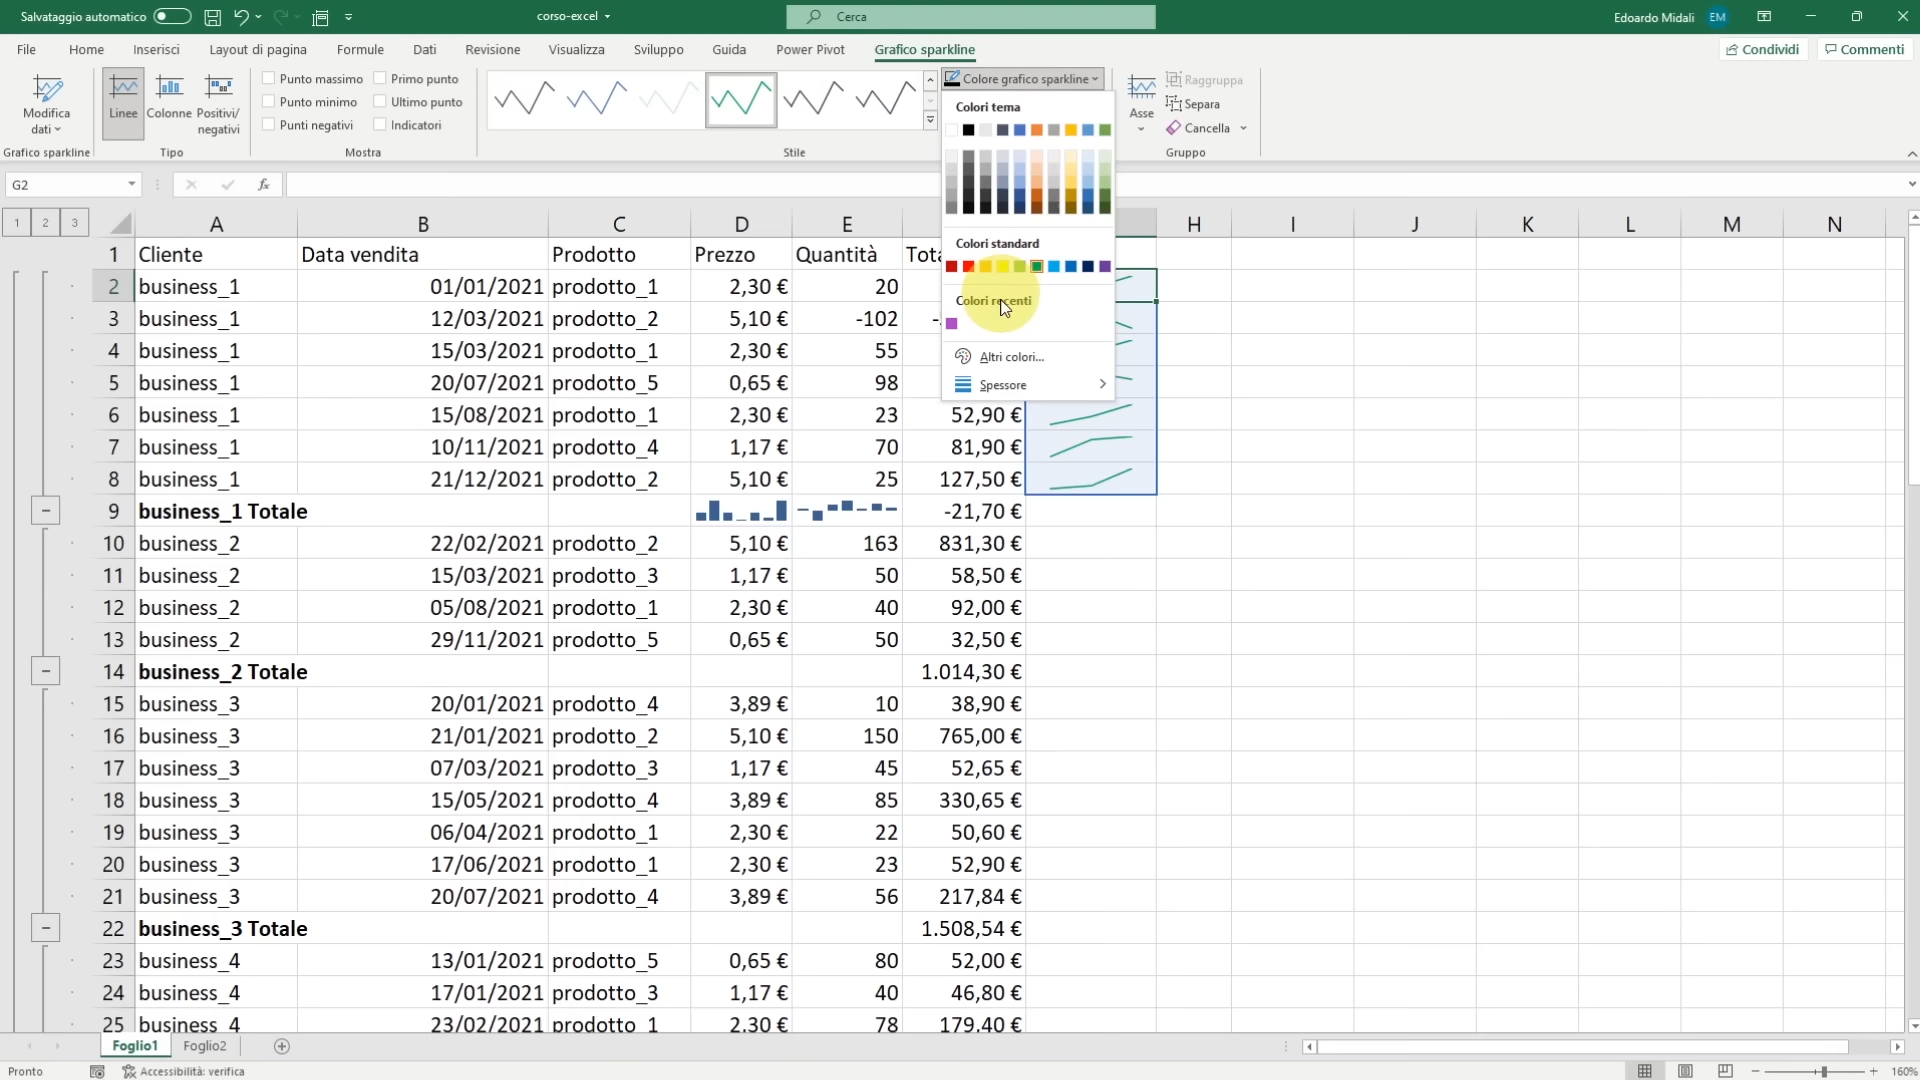 Salvataggio automatico
corso-excel
Cerca
Edoardo Midali EM
File Home Inserisci Layout di pagina Formule Dati Revisione Visualizza Sviluppo Guida Power Pivot Grafico sparkline
Condividi Commenti
Modifica dati
Grafico sparkline
Linee Colonne Positivi/negativi
Tipo
Punto massimo Primo punto
Punto minimo Ultimo punto
Punti negativi Indicatori
Mostra
Stile
Colore grafico sparkline
Colori tema
Colori standard
Colori recenti
Altri colori...
Spessore
Asse
Raggruppa
Separa
Cancella
Gruppo
G2 fx
1 2 3 A B C D E H I J K L M N
1 Cliente Data vendita Prodotto Prezzo Quantità
2 business_1 01/01/2021 prodotto_1 2,30 € 20
3 business_1 12/03/2021 prodotto_2 5,10 € -102
4 business_1 15/03/2021 prodotto_1 2,30 € 55
5 business_1 20/07/2021 prodotto_5 0,65 € 98
6 business_1 15/08/2021 prodotto_1 2,30 € 23 52,90 €
7 business_1 10/11/2021 prodotto_4 1,17 € 70 81,90 €
8 business_1 21/12/2021 prodotto_2 5,10 € 25 127,50 €
9 business_1 Totale -21,70 €
10 business_2 22/02/2021 prodotto_2 5,10 € 163 831,30 €
11 business_2 15/03/2021 prodotto_3 1,17 € 50 58,50 €
12 business_2 05/08/2021 prodotto_1 2,30 € 40 92,00 €
13 business_2 29/11/2021 prodotto_5 0,65 € 50 32,50 €
14 business_2 Totale 1.014,30 €
15 business_3 20/01/2021 prodotto_4 3,89 € 10 38,90 €
16 business_3 21/01/2021 prodotto_2 5,10 € 150 765,00 €
17 business_3 07/03/2021 prodotto_3 1,17 € 45 52,65 €
18 business_3 15/05/2021 prodotto_4 3,89 € 85 330,65 €
19 business_3 06/04/2021 prodotto_1 2,30 € 22 50,60 €
20 business_3 17/06/2021 prodotto_1 2,30 € 23 52,90 €
21 business_3 20/07/2021 prodotto_4 3,89 € 56 217,84 €
22 business_3 Totale 1.508,54 €
23 business_4 13/01/2021 prodotto_5 0,65 € 80 52,00 €
24 business_4 17/01/2021 prodotto_3 1,17 € 40 46,80 €
25 business_4 23/02/2021 prodotto_1 2,30 € 78 179,40 €
Foglio1 Foglio2
Pronto Accessibilità: verifica 160%